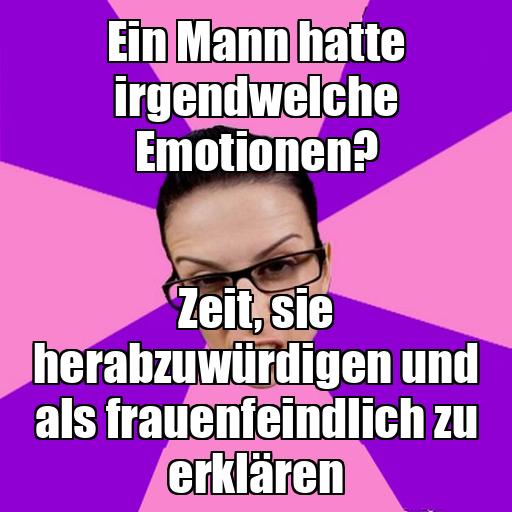 Ein Mann hatte
irgendwelche
Emotionen?
Zeit, sie
herabzuwürdigen und
als frauenfeindlich zu
erklären